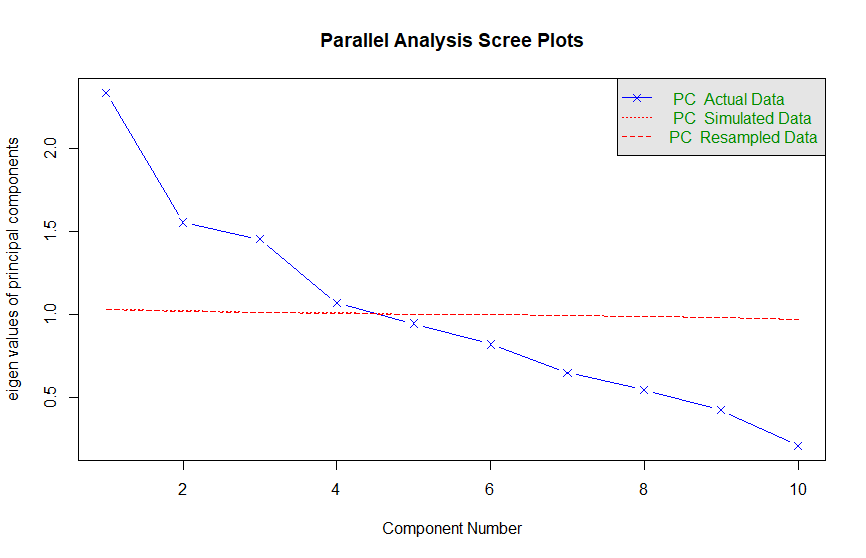 Parallel Analysis Scree Plots
PC Actual Data
PC Simulated Data
PC Resampled Data
eigen values of principal components
2.0
1.5
1.0
0.5
2 4 6 8 10
Component Number